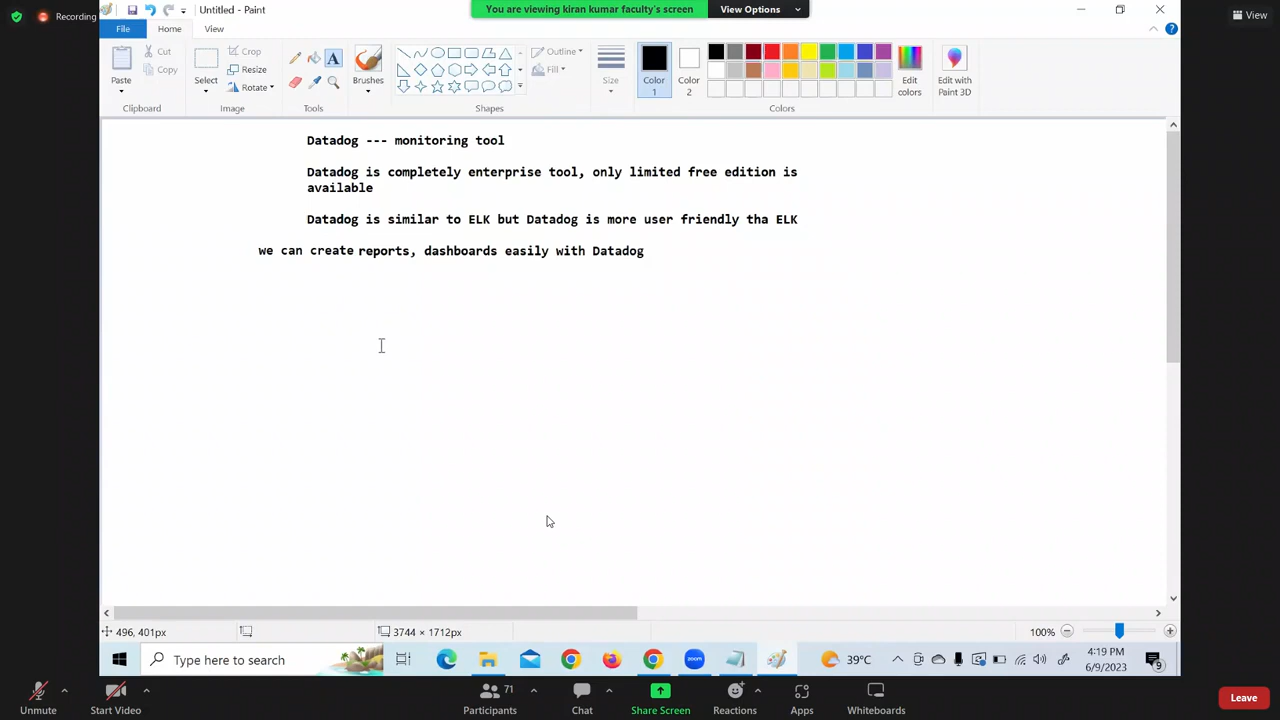 Untitled - Paint
You are viewing kiran kumar faculty's screen
View Options
Recording
View
File
Home
View
Paste
Cut
Copy
Clipboard
Select
Crop
Resize
Rotate
Image
A
Tools
Brushes
Outline
Fill
Shapes
Size
Color 1
Color 2
Edit colors
Edit with Paint 3D
Colors
Datadog --- monitoring tool
Datadog is completely enterprise tool, only limited free edition is
available
Datadog is similar to ELK but Datadog is more user friendly tha ELK
we can create reports, dashboards easily with Datadog
496, 401px
3744 × 1712px
100%
Type here to search
zoom
39°C
4:19 PM
6/9/2023
9
Unmute
Start Video
71
Participants
Chat
Share Screen
Reactions
Apps
Whiteboards
Leave